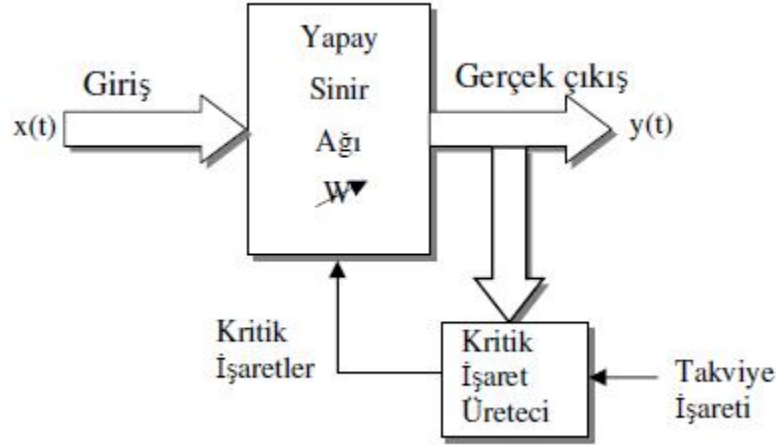 Yapay
Sinir
Ağı
W
Giriş
x(t)
Gerçek çıkış
y(t)
Kritik
İşaretler
Kritik
İşaret
Üreteci
Takviye
İşareti